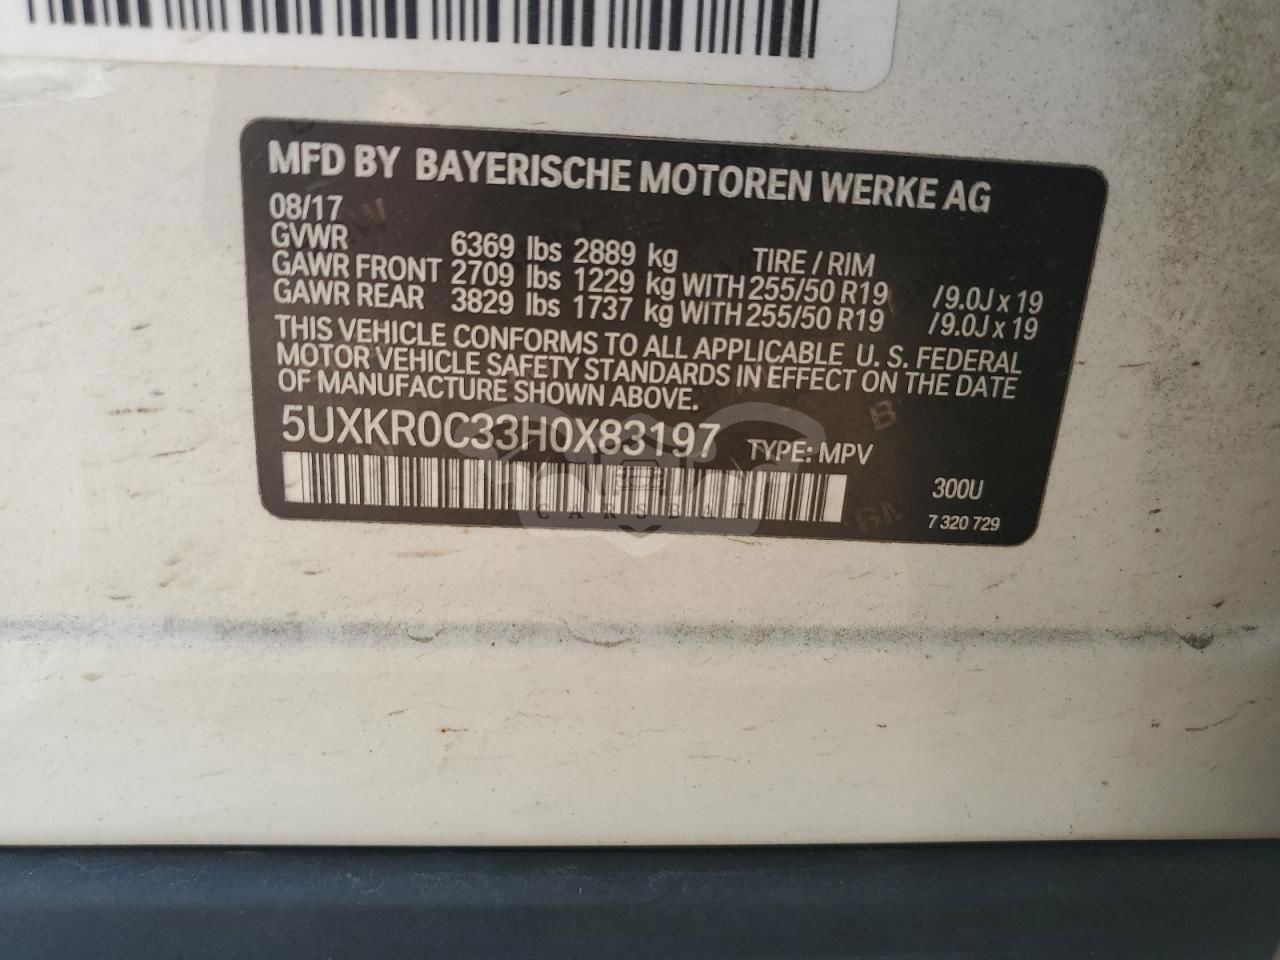 MFD BY BAYERISCHE MOTOREN WERKE AG
08/17
GVWR 6369 lbs 2889 kg TIRE / RIM
GAWR FRONT 2709 lbs 1229 kg WITH 255/50 R19 /9.0J x 19
GAWR REAR 3829 lbs 1737 kg WITH 255/50 R19 /9.0J x 19
THIS VEHICLE CONFORMS TO ALL APPLICABLE U. S. FEDERAL
MOTOR VEHICLE SAFETY STANDARDS IN EFFECT ON THE DATE
OF MANUFACTURE SHOWN ABOVE.
5UXKR0C33H0X83197 TYPE: MPV
300U
7 320 729